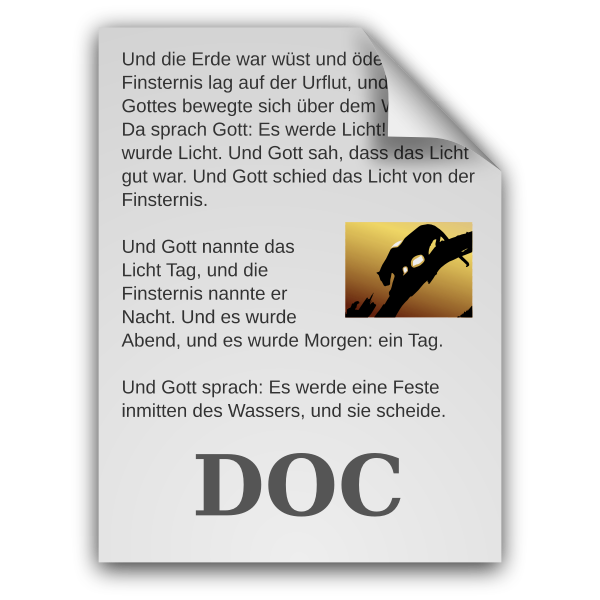 Und die Erde war wüst und öde
Finsternis lag auf der Urflut, und
Gottes bewegte sich über dem
Da sprach Gott: Es werde Licht!
wurde Licht. Und Gott sah, dass das Licht
gut war. Und Gott schied das Licht von der
Finsternis.
Und Gott nannte das
Licht Tag, und die
Finsternis nannte er
Nacht. Und es wurde
Abend, und es wurde Morgen: ein Tag.
Und Gott sprach: Es werde eine Feste
inmitten des Wassers, und sie scheide.
DOC